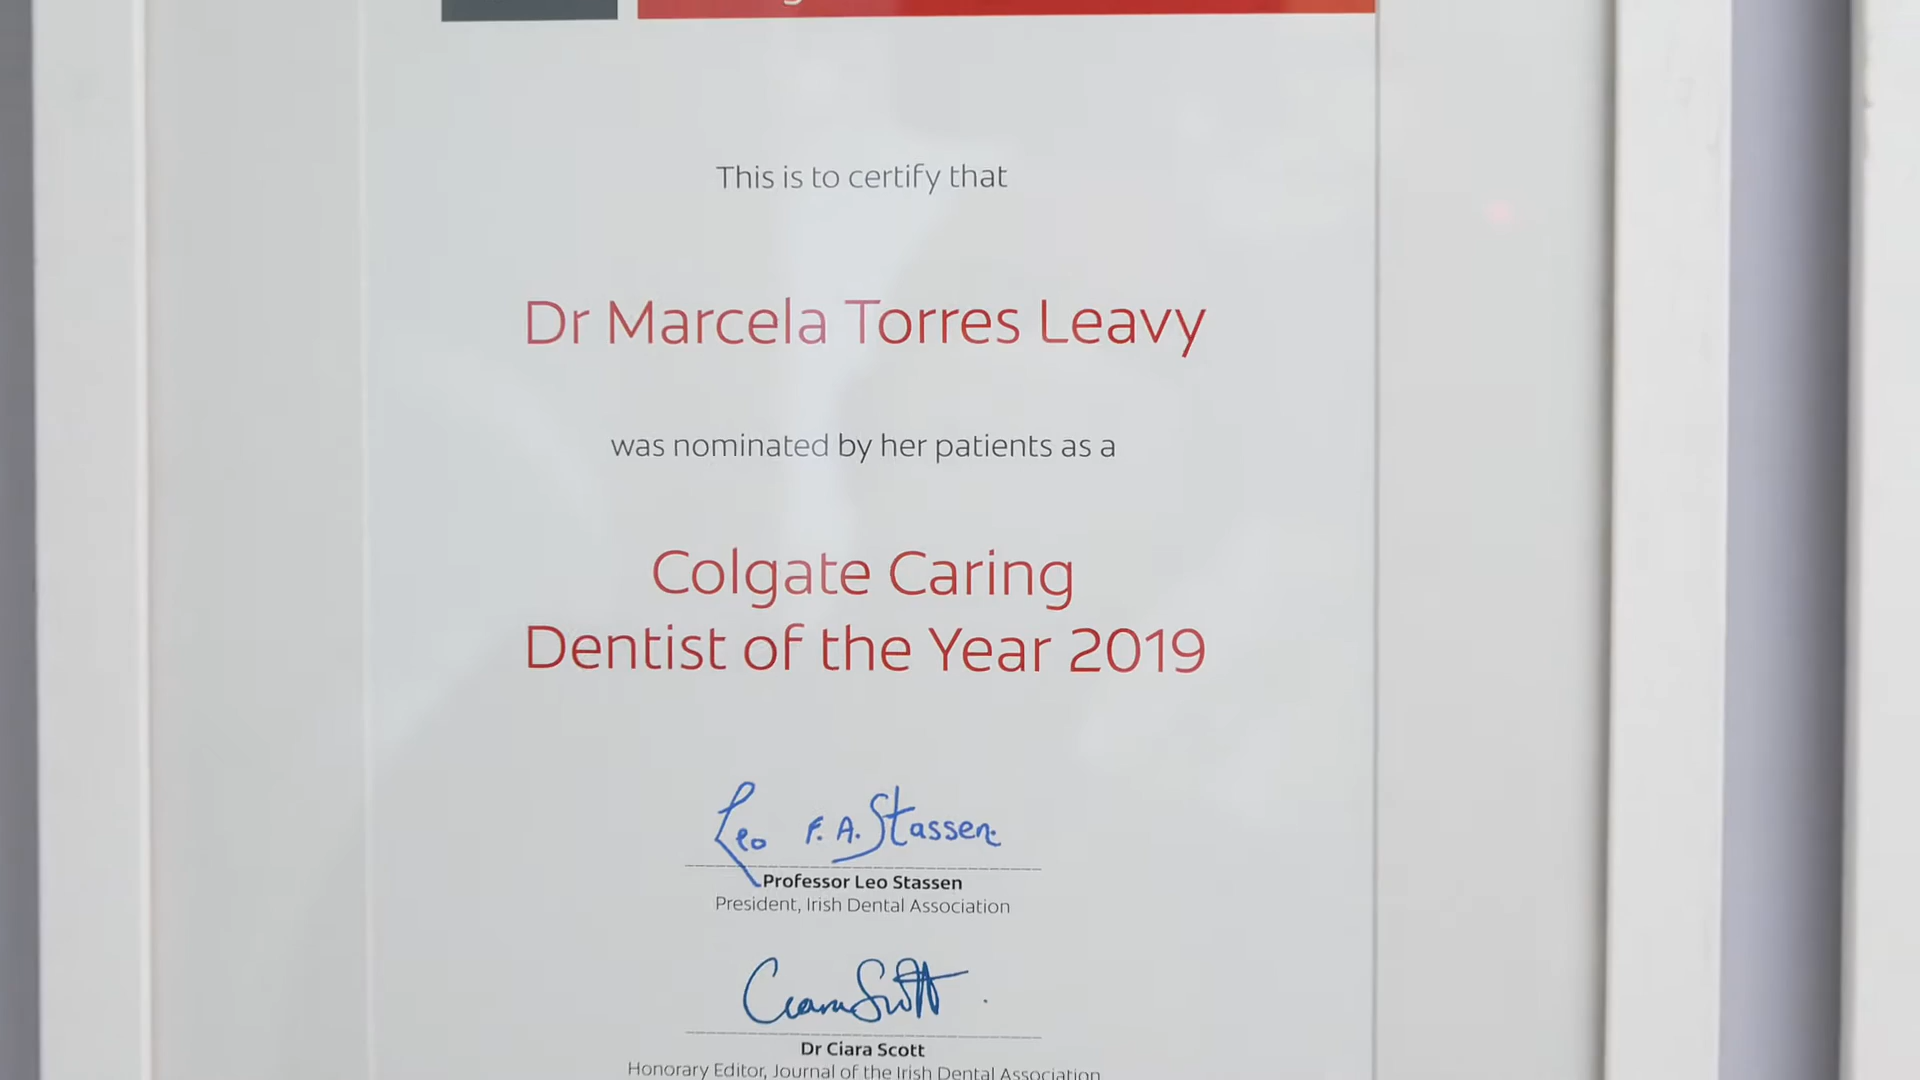 This is to certify that
Dr Marcela Torres Leavy
was nominated by her patients as a
Colgate Caring
Dentist of the Year 2019
Leo F. A. Stassen
Professor Leo Stassen
President, Irish Dental Association
Ciara Scott
Dr Ciara Scott
Honorary Editor, Journal of the Irish Dental Association